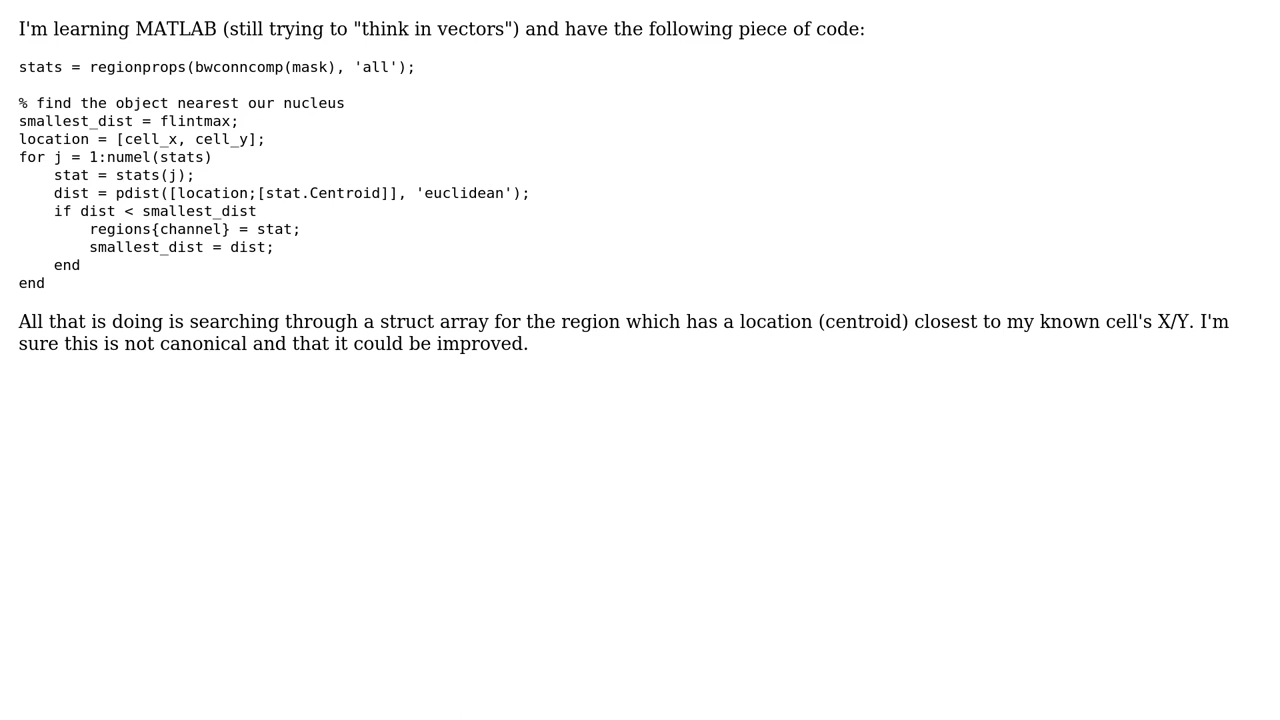 I'm learning MATLAB (still trying to "think in vectors") and have the following piece of code:
stats = regionprops(bwconncomp(mask), 'all');
% find the object nearest our nucleus
smallest_dist = flintmax;
location = [cell_x, cell_y];
for j = 1:numel(stats)
    stat = stats(j);
    dist = pdist([location;[stat.Centroid]], 'euclidean');
    if dist < smallest_dist
        regions{channel} = stat;
        smallest_dist = dist;
    end
end
All that is doing is searching through a struct array for the region which has a location (centroid) closest to my known cell's X/Y. I'm
sure this is not canonical and that it could be improved.